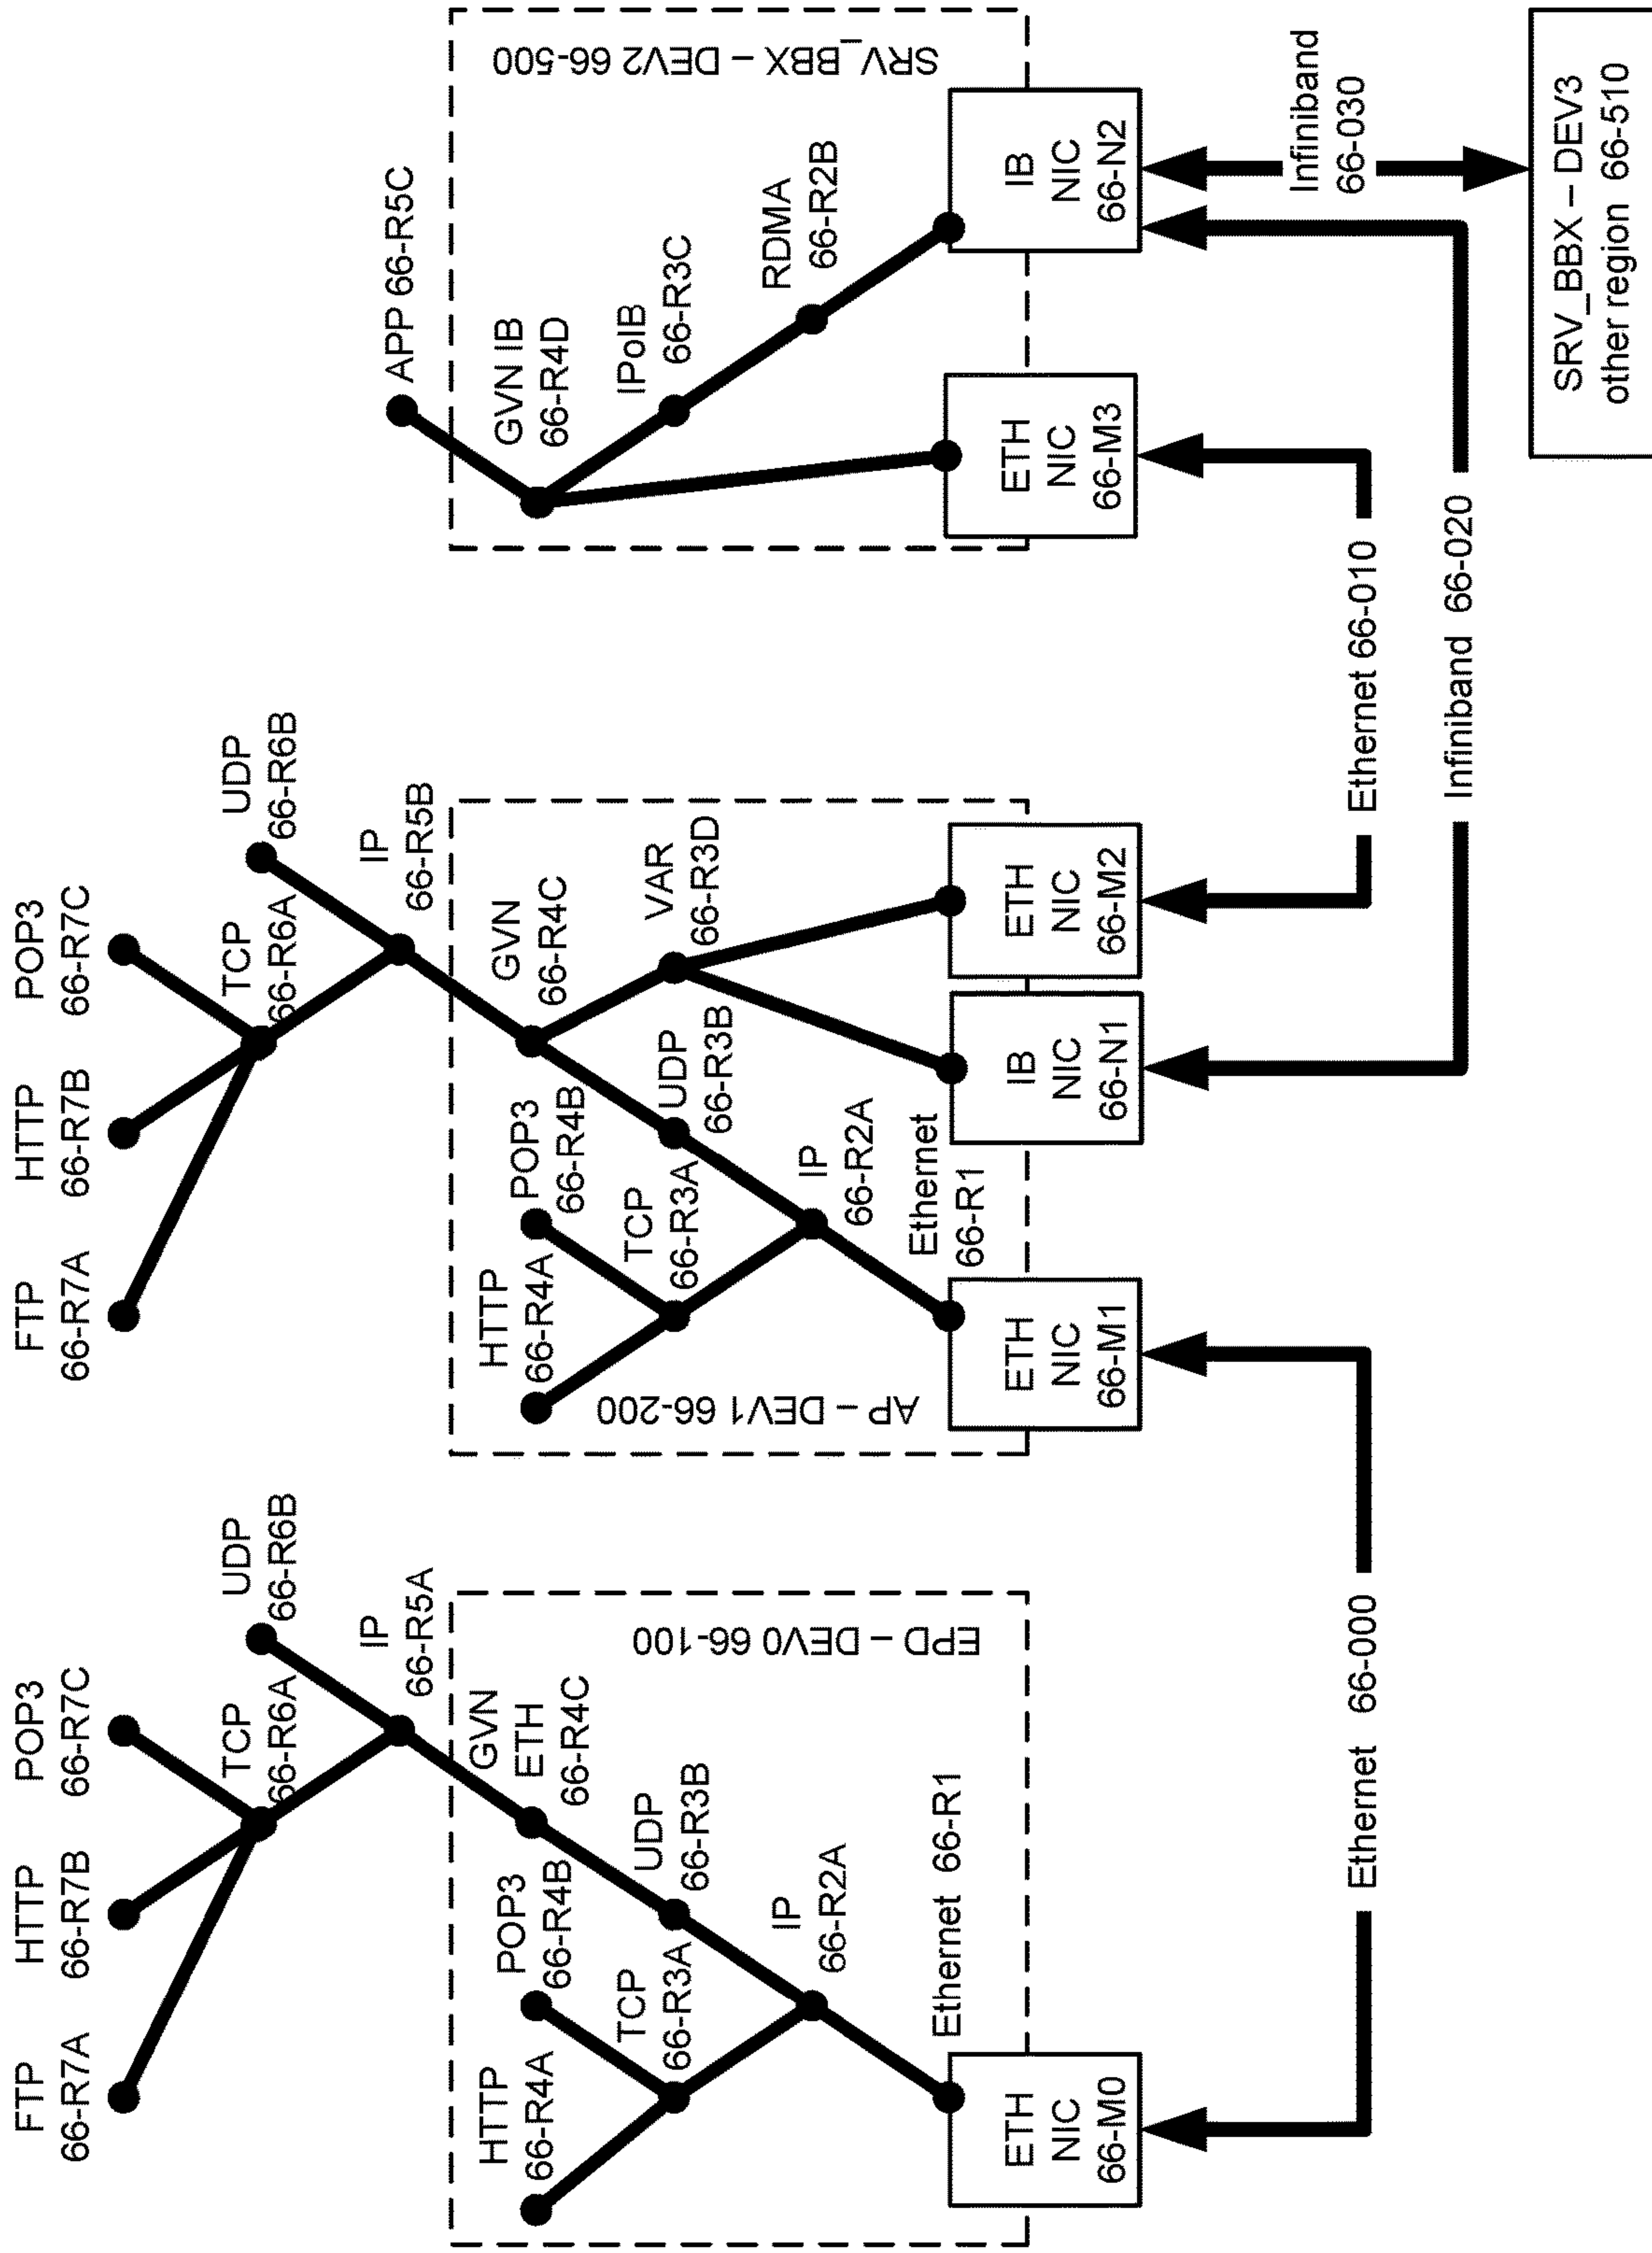 FTP
66-R7A
HTTP
66-R7B
POP3
66-R7C
TCP
66-R6A
UDP
66-R6B
IP
66-R5A
GVN
ETH
66-R4C
HTTP
66-R4A
POP3
66-R4B
TCP
66-R3A
UDP
66-R3B
IP
66-R2A
Ethernet 66-R1
EPD – DEV0 66-100
ETH
NIC
66-M0
Ethernet 66-000
FTP
66-R7A
HTTP
66-R7B
POP3
66-R7C
TCP
66-R6A
UDP
66-R6B
IP
66-R5B
GVN
66-R4C
HTTP
66-R4A
POP3
66-R4B
TCP
66-R3A
UDP
66-R3B
VAR
66-R3D
IP
66-R2A
Ethernet
66-R1
AP – DEV1 66-200
ETH
NIC
66-M1
IB
NIC
66-N1
ETH
NIC
66-M2
Ethernet 66-010
Infiniband 66-020
APP 66-R5C
GVN IB
66-R4D
IPoIB
66-R3C
RDMA
66-R2B
SRV_BBX – DEV2 66-500
ETH
NIC
66-M3
IB
NIC
66-N2
Infiniband
66-030
SRV_BBX – DEV3
other region 66-510